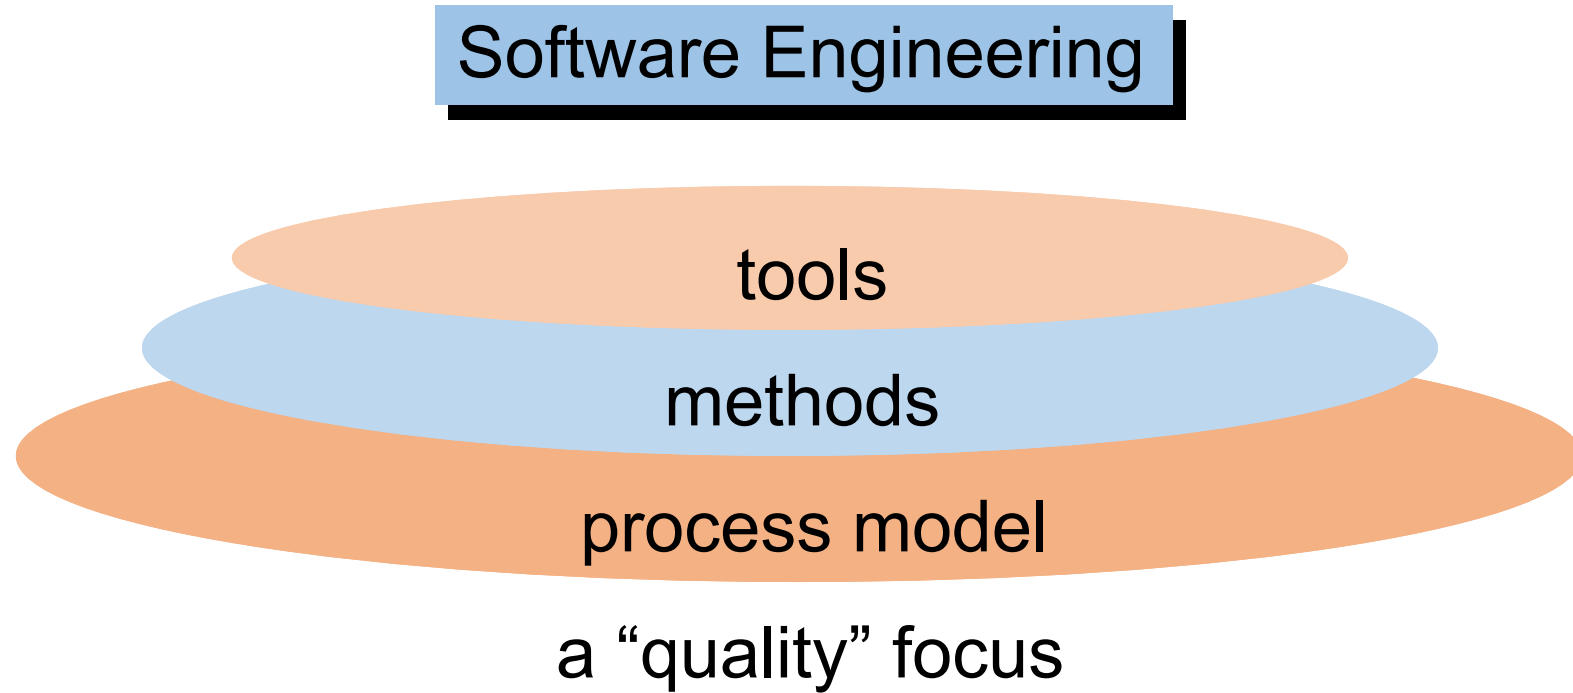 Software Engineering
tools
methods
process model
a “quality” focus